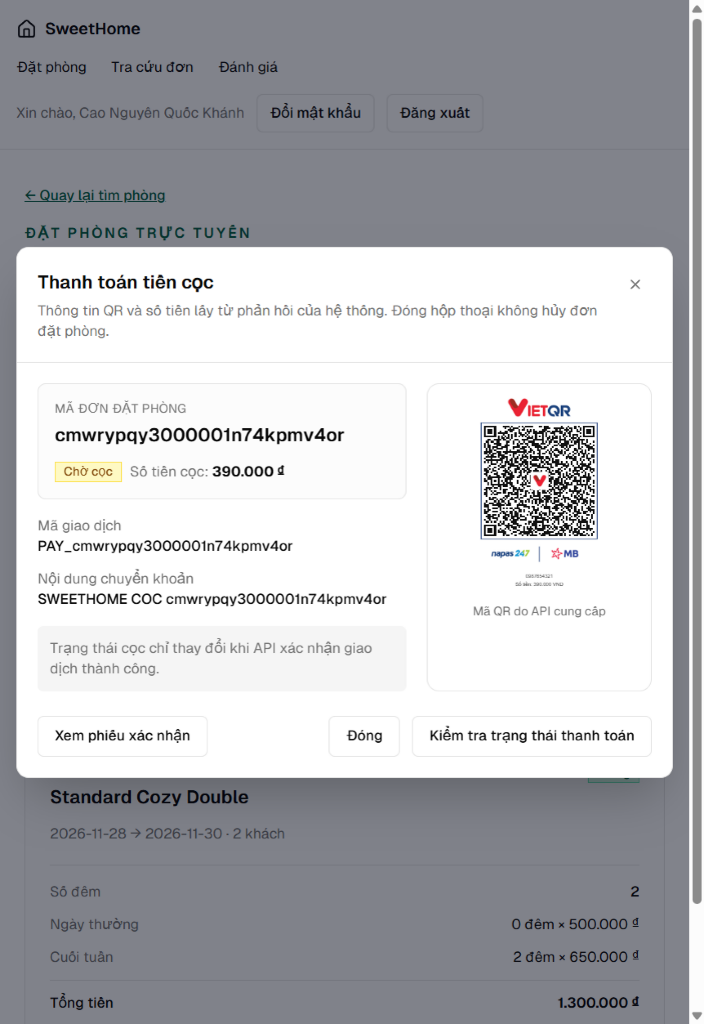 SweetHome
Đặt phòng Tra cứu đơn Đánh giá
Xin chào, Cao Nguyên Quốc Khánh Đổi mật khẩu Đăng xuất
← Quay lại tìm phòng
ĐẶT PHÒNG TRỰC TUYẾN
Thanh toán tiền cọc
Thông tin QR và số tiền lấy từ phản hồi của hệ thống. Đóng hộp thoại không hủy đơn
đặt phòng.
MÃ ĐƠN ĐẶT PHÒNG
cmwrypqy3000001n74kpmv4or
Chờ cọc Số tiền cọc: 390.000 ₫
Mã giao dịch
PAY_cmwrypqy3000001n74kpmv4or
Nội dung chuyển khoản
SWEETHOME COC cmwrypqy3000001n74kpmv4or
Trạng thái cọc chỉ thay đổi khi API xác nhận giao
dịch thành công.
VIETQR
napas 247 MB
0987654321
Số tiền: 390.000 VND
Mã QR do API cung cấp
Xem phiếu xác nhận Đóng Kiểm tra trạng thái thanh toán
Standard Cozy Double
2026-11-28 → 2026-11-30 · 2 khách
Số đêm 2
Ngày thường 0 đêm × 500.000 ₫
Cuối tuần 2 đêm × 650.000 ₫
Tổng tiền 1.300.000 ₫